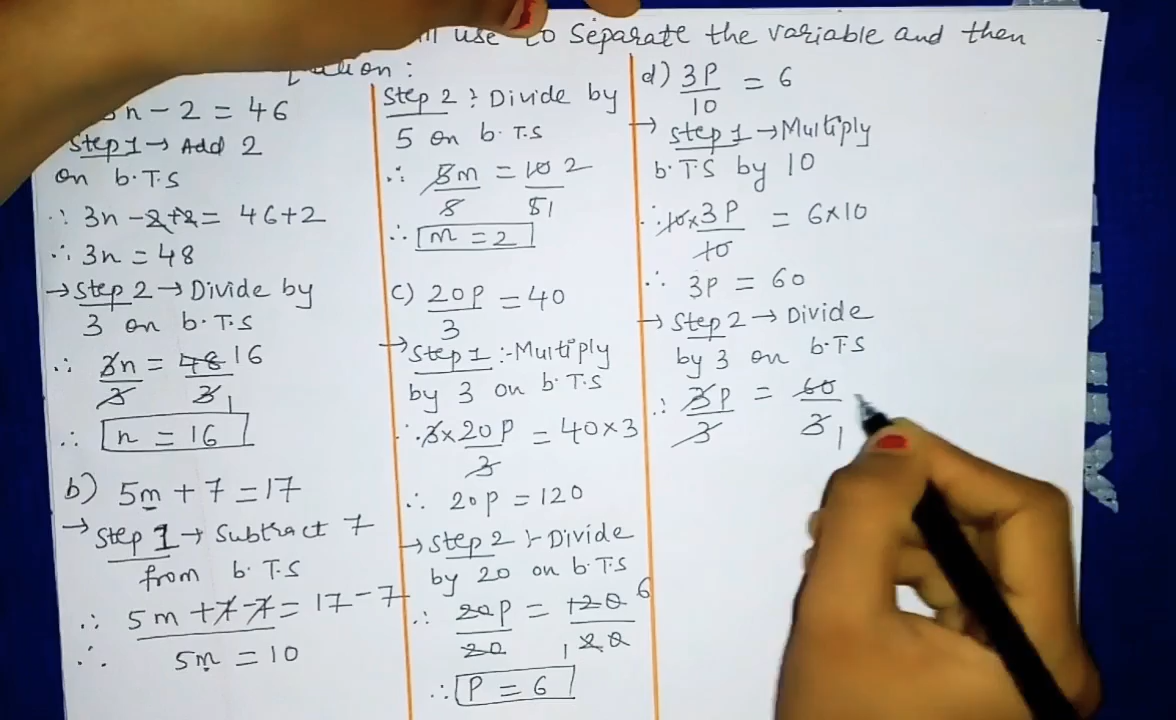 use to separate the variable and then
:
n - 2 = 46
Step 1 → Add 2
on b.T.S
∴ 3n - 2 + 2 = 46 + 2
∴ 3n = 48
→ Step 2 → Divide by
3 on b.T.S
∴ 3n = 48 16
3 3 1
∴ n = 16
b) 5m + 7 = 17
→ Step 1 → Subtract 7
from b.T.S
∴ 5m + 7 - 7 = 17 - 7
∴ 5m = 10
Step 2 : Divide by
5 on b.T.S
∴ 5m = 10 2
5 5 1
∴ m = 2
c) 20P = 40
3
→ Step 1 :- Multiply
by 3 on b.T.S
∴ 3 × 20P = 40 × 3
3
∴ 20P = 120
→ Step 2 :- Divide
by 20 on b.T.S
∴ 20P = 120 6
20 1 20
∴ P = 6
d) 3P = 6
10
→ Step 1 → Multiply
b.T.S by 10
∴ 10 × 3P = 6 × 10
10
∴ 3P = 60
→ Step 2 → Divide
by 3 on b.T.S
∴ 3P = 60
3 3 1